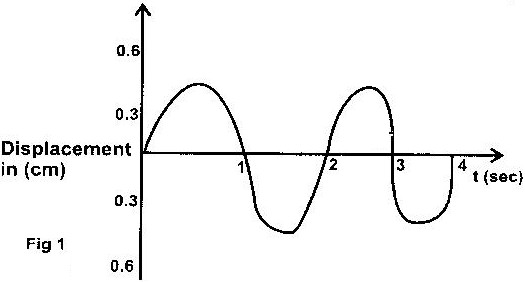 0.6
0.3
Displacement
in (cm)
1
2
3
4
t (sec)
0.3
Fig 1
0.6